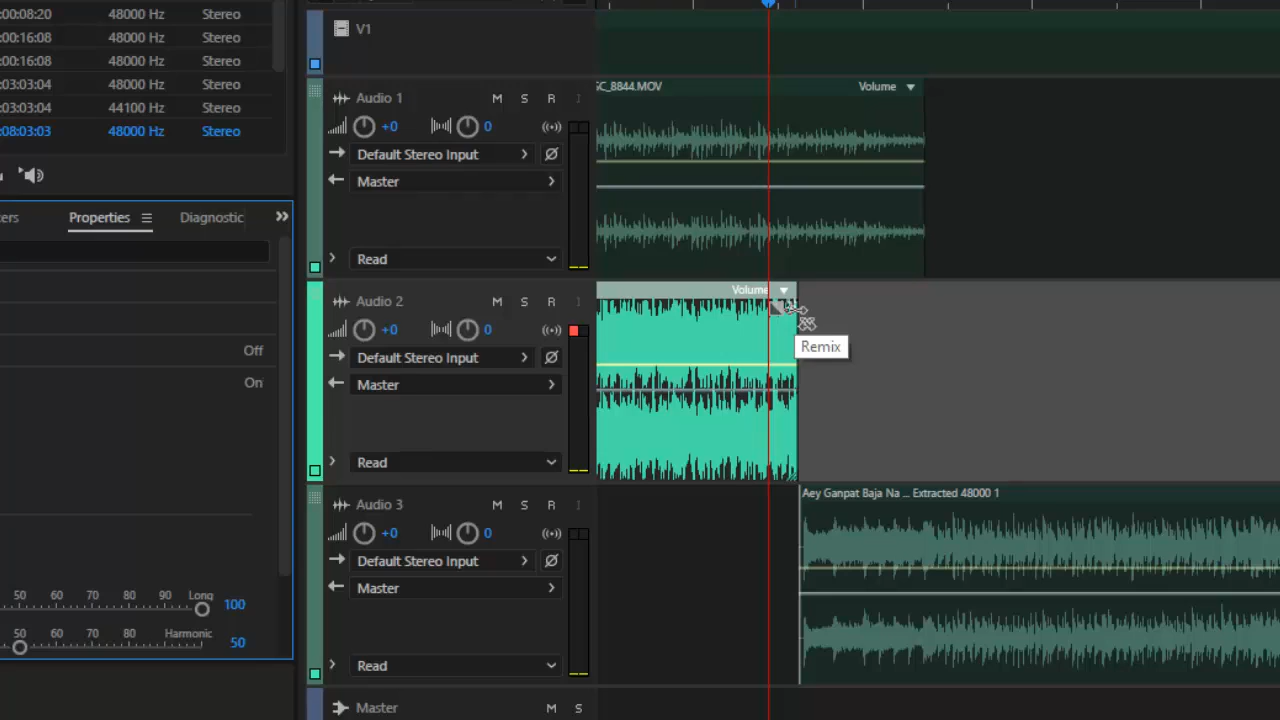 :00:08:20 48000 Hz Stereo
:00:16:08 48000 Hz Stereo
:00:16:08 48000 Hz Stereo
:03:03:04 48000 Hz Stereo
:03:03:04 44100 Hz Stereo
:08:03:03 48000 Hz Stereo
ers Properties Diagnostic
Off
On
50 60 70 80 90 Long
100
50 60 70 80 Harmonic
50
V1
Audio 1 M S R I
+0 0
Default Stereo Input
Master
Read
SC_8844.MOV Volume
Audio 2 M S R I
+0 0
Default Stereo Input
Master
Read
Volume
Remix
Audio 3 M S R I
+0 0
Default Stereo Input
Master
Read
Aey Ganpat Baja Na ... Extracted 48000 1
Master M S